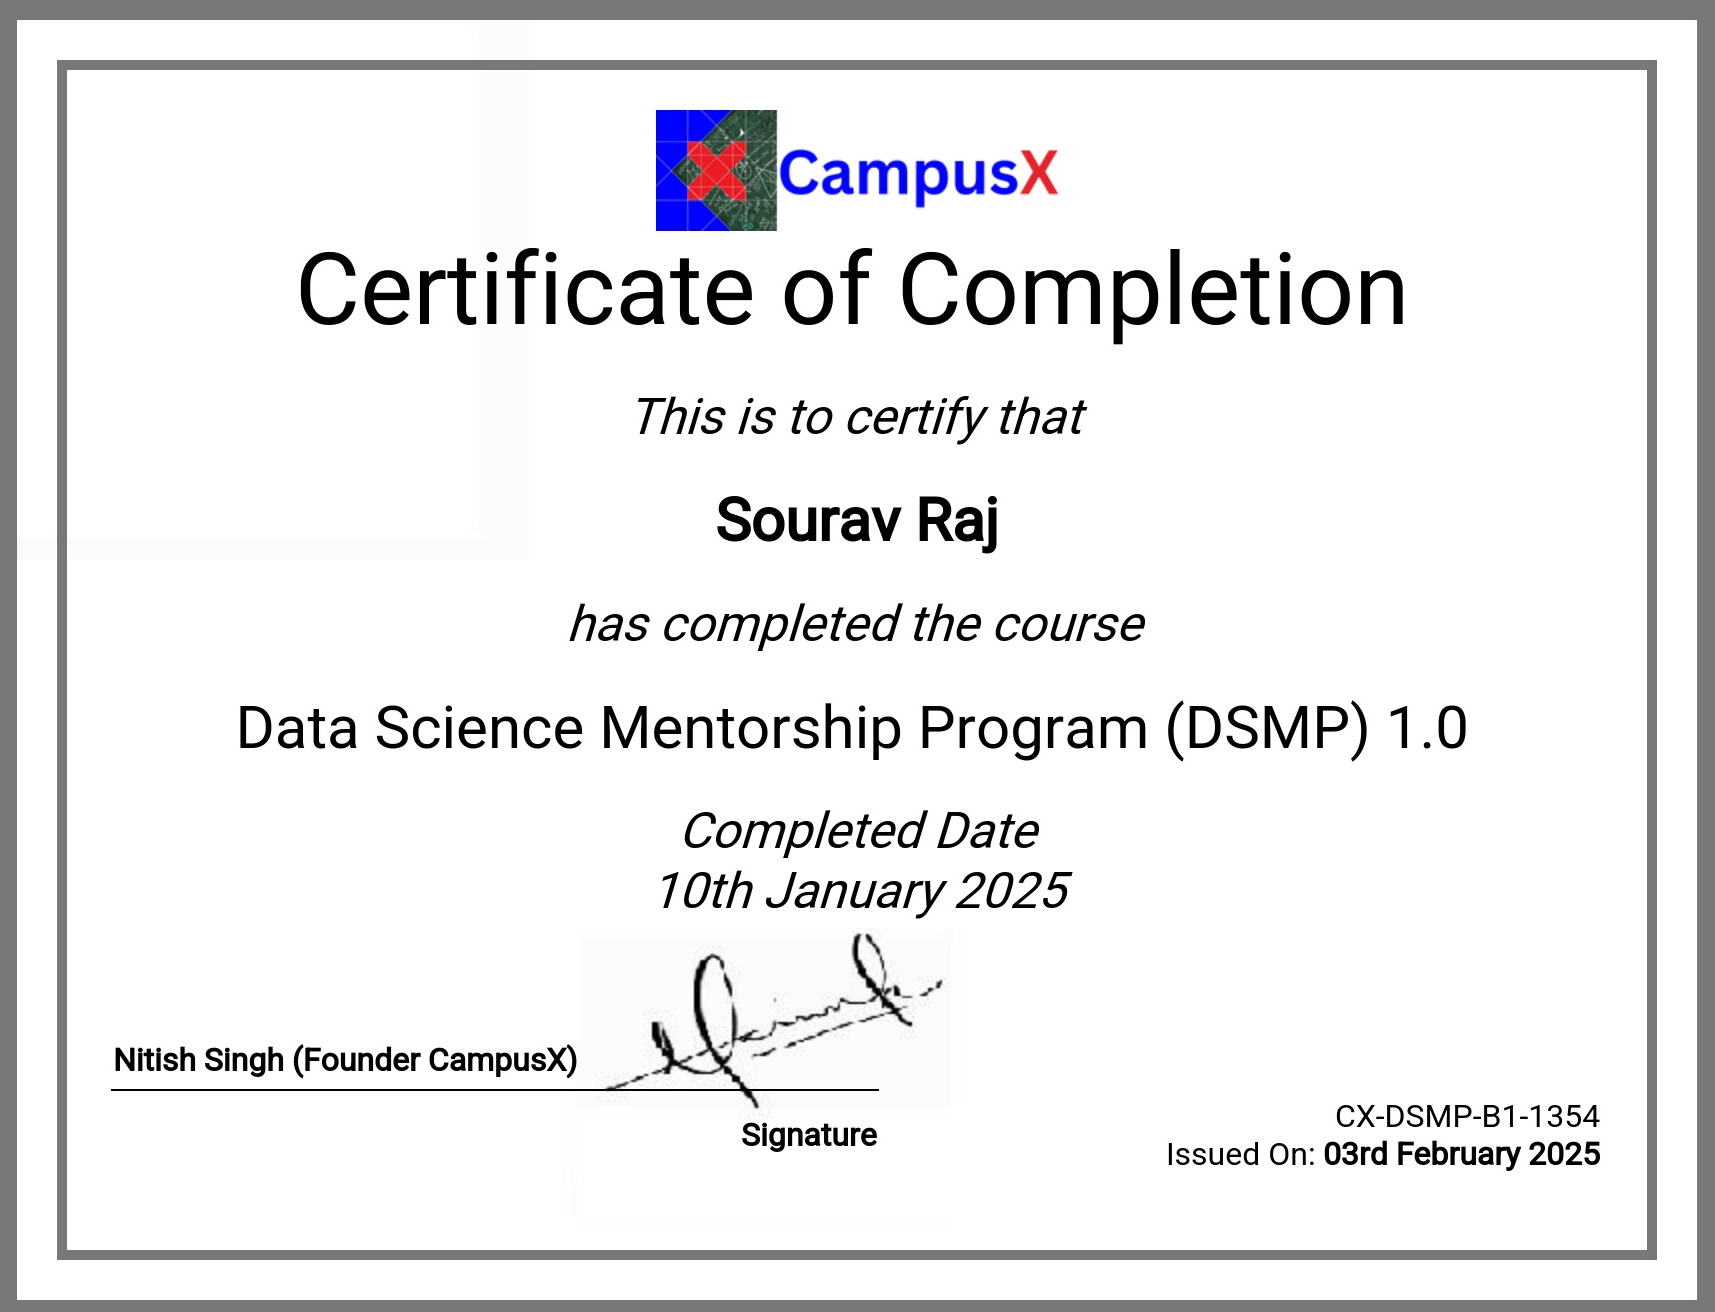 CampusX
Certificate of Completion
This is to certify that
Sourav Raj
has completed the course
Data Science Mentorship Program (DSMP) 1.0
Completed Date
10th January 2025
Nitish Singh (Founder CampusX)
Signature
CX-DSMP-B1-1354
Issued On: 03rd February 2025